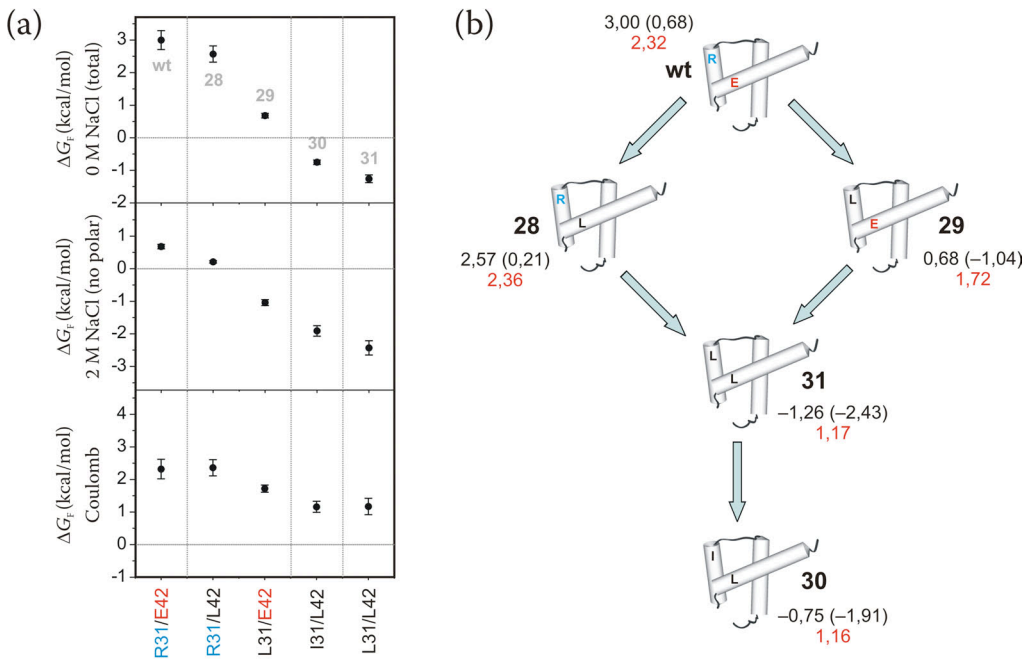 (a)
ΔG_F (kcal/mol)
0 M NaCl (total)
3
2
1
0
-1
-2
wt
28
29
30
31
ΔG_F (kcal/mol)
2 M NaCl (no polar)
1
0
-1
-2
-3
ΔG_F (kcal/mol)
Coulomb
4
3
2
1
0
-1
R31/E42
R31/L42
L31/E42
I31/L42
L31/L42
(b)
3,00 (0,68)
2,32
wt
R
E
28
R
L
2,57 (0,21)
2,36
L
E
29
0,68 (–1,04)
1,72
L
L
31
–1,26 (–2,43)
1,17
I
L
30
–0,75 (–1,91)
1,16